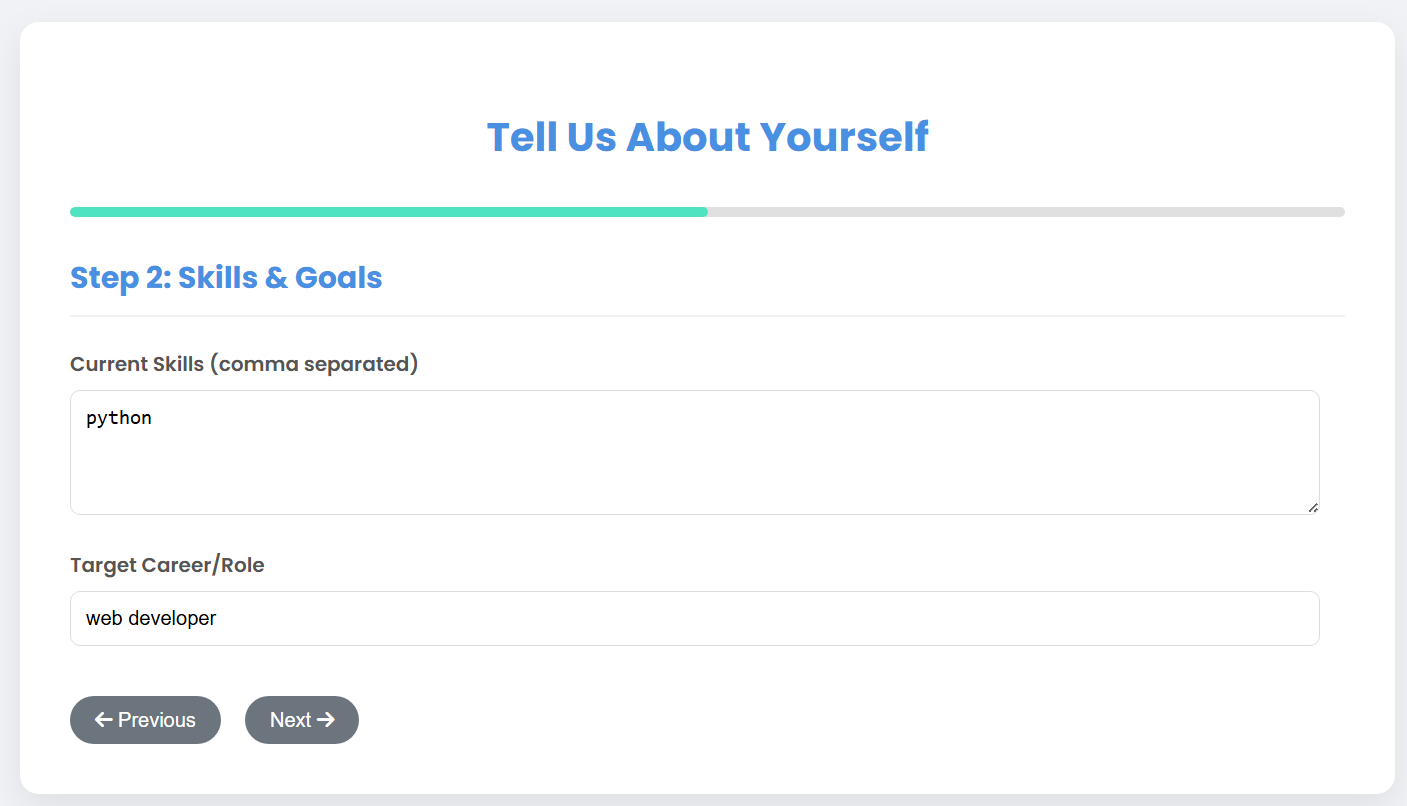 Tell Us About Yourself
Step 2: Skills & Goals
Current Skills (comma separated)
python
Target Career/Role
web developer
← Previous
Next →